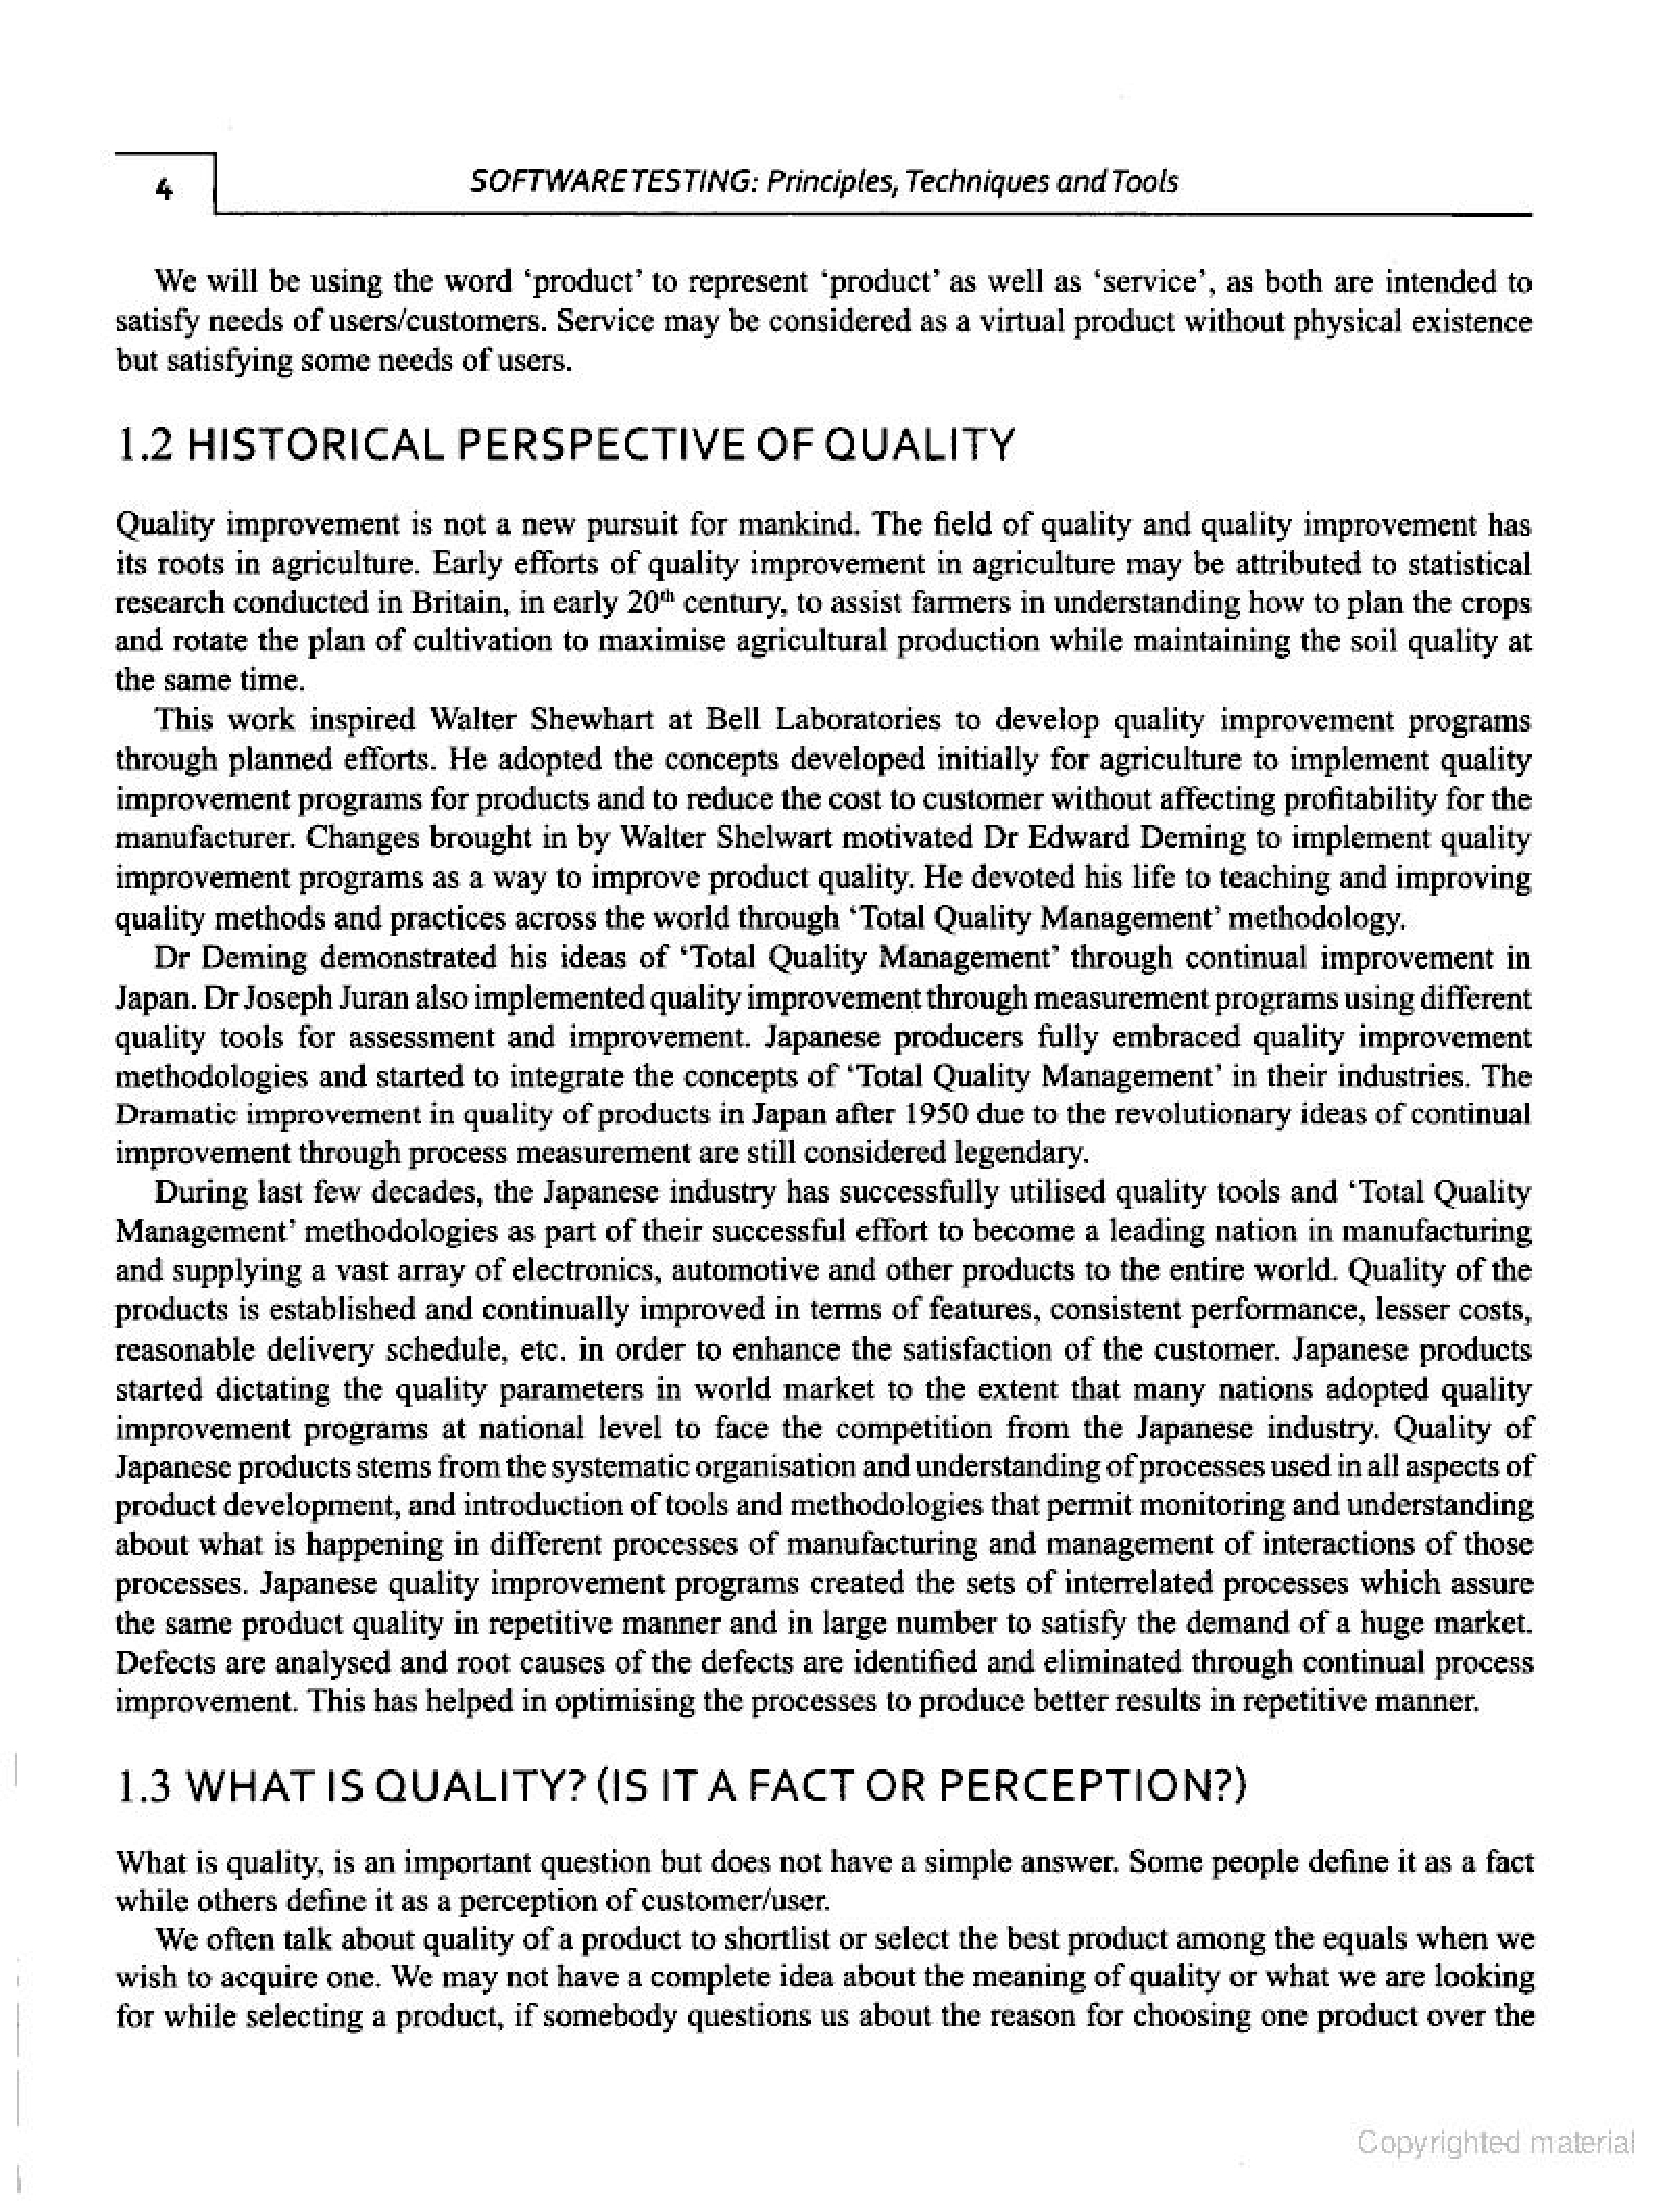 4
SOFTWARE TESTING: Principles, Techniques and Tools
We will be using the word ‘product’ to represent ‘product’ as well as ‘service’, as both are intended to
satisfy needs of users/customers. Service may be considered as a virtual product without physical existence
but satisfying some needs of users.
1.2 HISTORICAL PERSPECTIVE OF QUALITY
Quality improvement is not a new pursuit for mankind. The field of quality and quality improvement has
its roots in agriculture. Early efforts of quality improvement in agriculture may be attributed to statistical
research conducted in Britain, in early 20th century, to assist farmers in understanding how to plan the crops
and rotate the plan of cultivation to maximise agricultural production while maintaining the soil quality at
the same time.
This work inspired Walter Shewhart at Bell Laboratories to develop quality improvement programs
through planned efforts. He adopted the concepts developed initially for agriculture to implement quality
improvement programs for products and to reduce the cost to customer without affecting profitability for the
manufacturer. Changes brought in by Walter Shelwart motivated Dr Edward Deming to implement quality
improvement programs as a way to improve product quality. He devoted his life to teaching and improving
quality methods and practices across the world through ‘Total Quality Management’ methodology.
Dr Deming demonstrated his ideas of ‘Total Quality Management’ through continual improvement in
Japan. Dr Joseph Juran also implemented quality improvement through measurement programs using different
quality tools for assessment and improvement. Japanese producers fully embraced quality improvement
methodologies and started to integrate the concepts of ‘Total Quality Management’ in their industries. The
Dramatic improvement in quality of products in Japan after 1950 due to the revolutionary ideas of continual
improvement through process measurement are still considered legendary.
During last few decades, the Japanese industry has successfully utilised quality tools and ‘Total Quality
Management’ methodologies as part of their successful effort to become a leading nation in manufacturing
and supplying a vast array of electronics, automotive and other products to the entire world. Quality of the
products is established and continually improved in terms of features, consistent performance, lesser costs,
reasonable delivery schedule, etc. in order to enhance the satisfaction of the customer. Japanese products
started dictating the quality parameters in world market to the extent that many nations adopted quality
improvement programs at national level to face the competition from the Japanese industry. Quality of
Japanese products stems from the systematic organisation and understanding of processes used in all aspects of
product development, and introduction of tools and methodologies that permit monitoring and understanding
about what is happening in different processes of manufacturing and management of interactions of those
processes. Japanese quality improvement programs created the sets of interrelated processes which assure
the same product quality in repetitive manner and in large number to satisfy the demand of a huge market.
Defects are analysed and root causes of the defects are identified and eliminated through continual process
improvement. This has helped in optimising the processes to produce better results in repetitive manner.
1.3 WHAT IS QUALITY? (IS IT A FACT OR PERCEPTION?)
What is quality, is an important question but does not have a simple answer. Some people define it as a fact
while others define it as a perception of customer/user.
We often talk about quality of a product to shortlist or select the best product among the equals when we
wish to acquire one. We may not have a complete idea about the meaning of quality or what we are looking
for while selecting a product, if somebody questions us about the reason for choosing one product over the
Copyrighted material